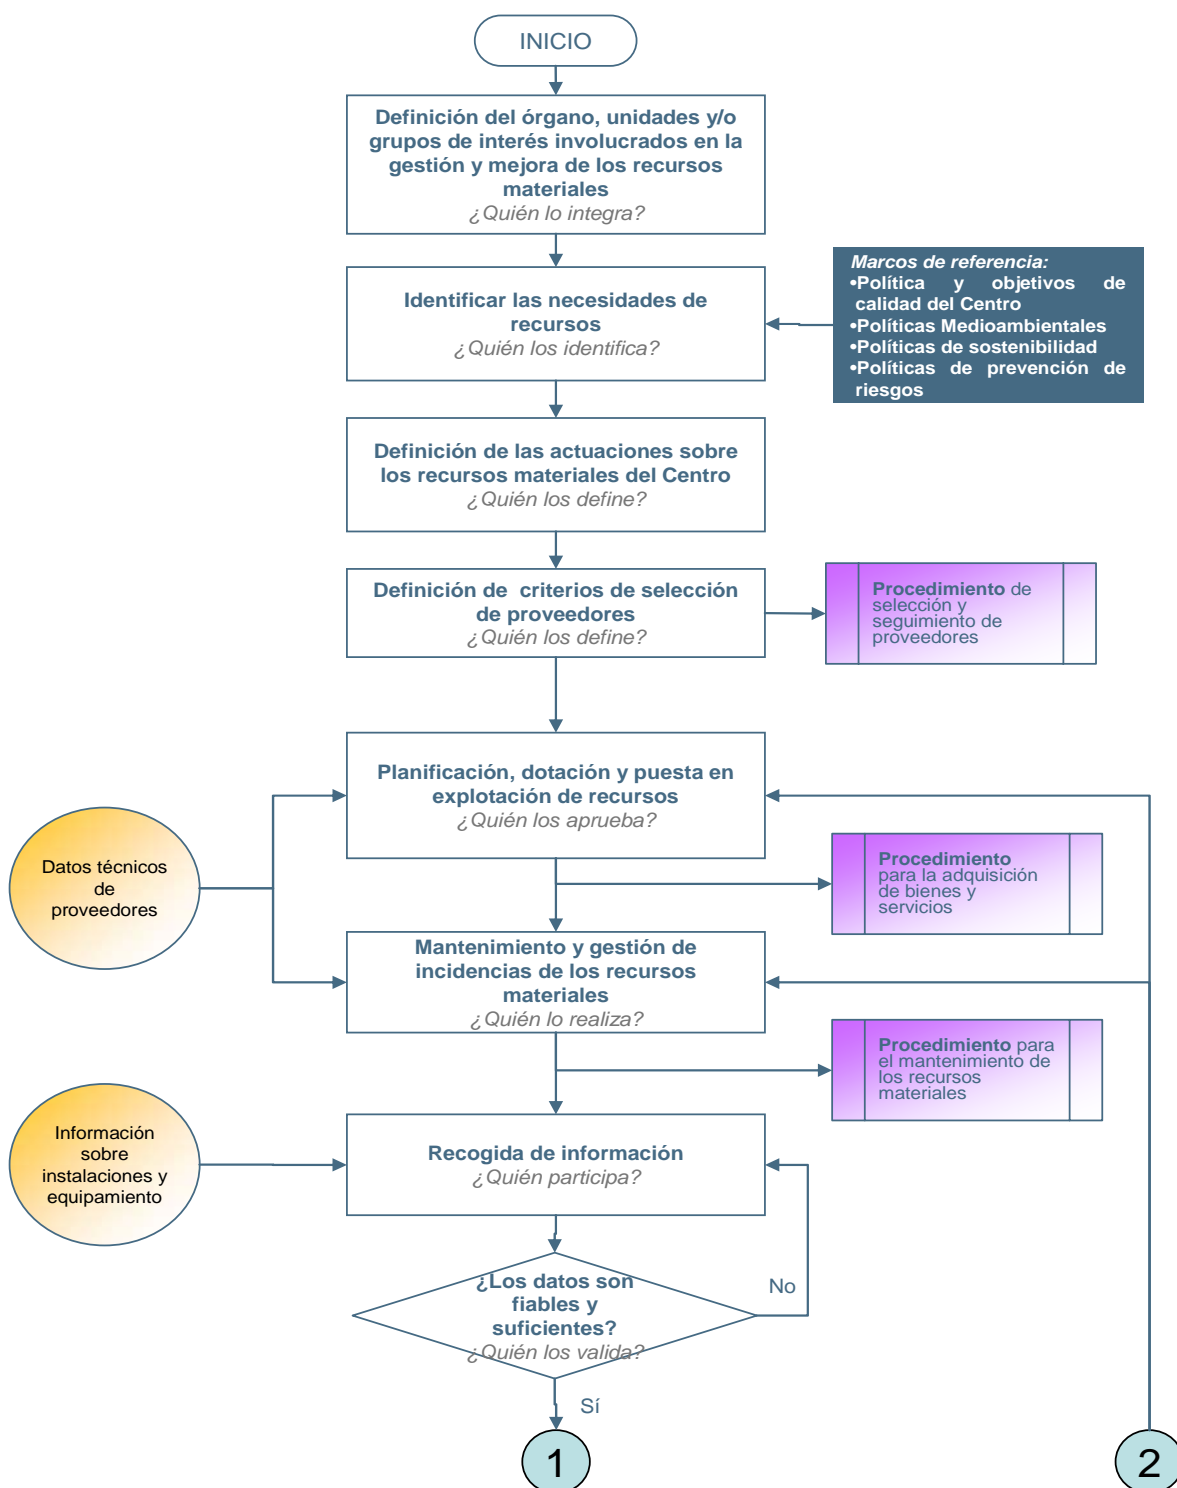 INICIO
Definición del órgano, unidades y/o
grupos de interés involucrados en la
gestión y mejora de los recursos
materiales
¿Quién lo integra?
Identificar las necesidades de
recursos
¿Quién los identifica?
Marcos de referencia:
•Política y objetivos de
calidad del Centro
•Políticas Medioambientales
•Políticas de sostenibilidad
•Políticas de prevención de
riesgos
Definición de las actuaciones sobre
los recursos materiales del Centro
¿Quién los define?
Definición de criterios de selección
de proveedores
¿Quién los define?
Procedimiento de
selección y
seguimiento de
proveedores
Planificación, dotación y puesta en
explotación de recursos
¿Quién los aprueba?
Datos técnicos
de
proveedores
Procedimiento
para la adquisición
de bienes y
servicios
Mantenimiento y gestión de
incidencias de los recursos
materiales
¿Quién lo realiza?
Procedimiento para
el mantenimiento de
los recursos
materiales
Información
sobre
instalaciones y
equipamiento
Recogida de información
¿Quién participa?
¿Los datos son
fiables y
suficientes?
¿Quién los valida?
No
Sí
1
2